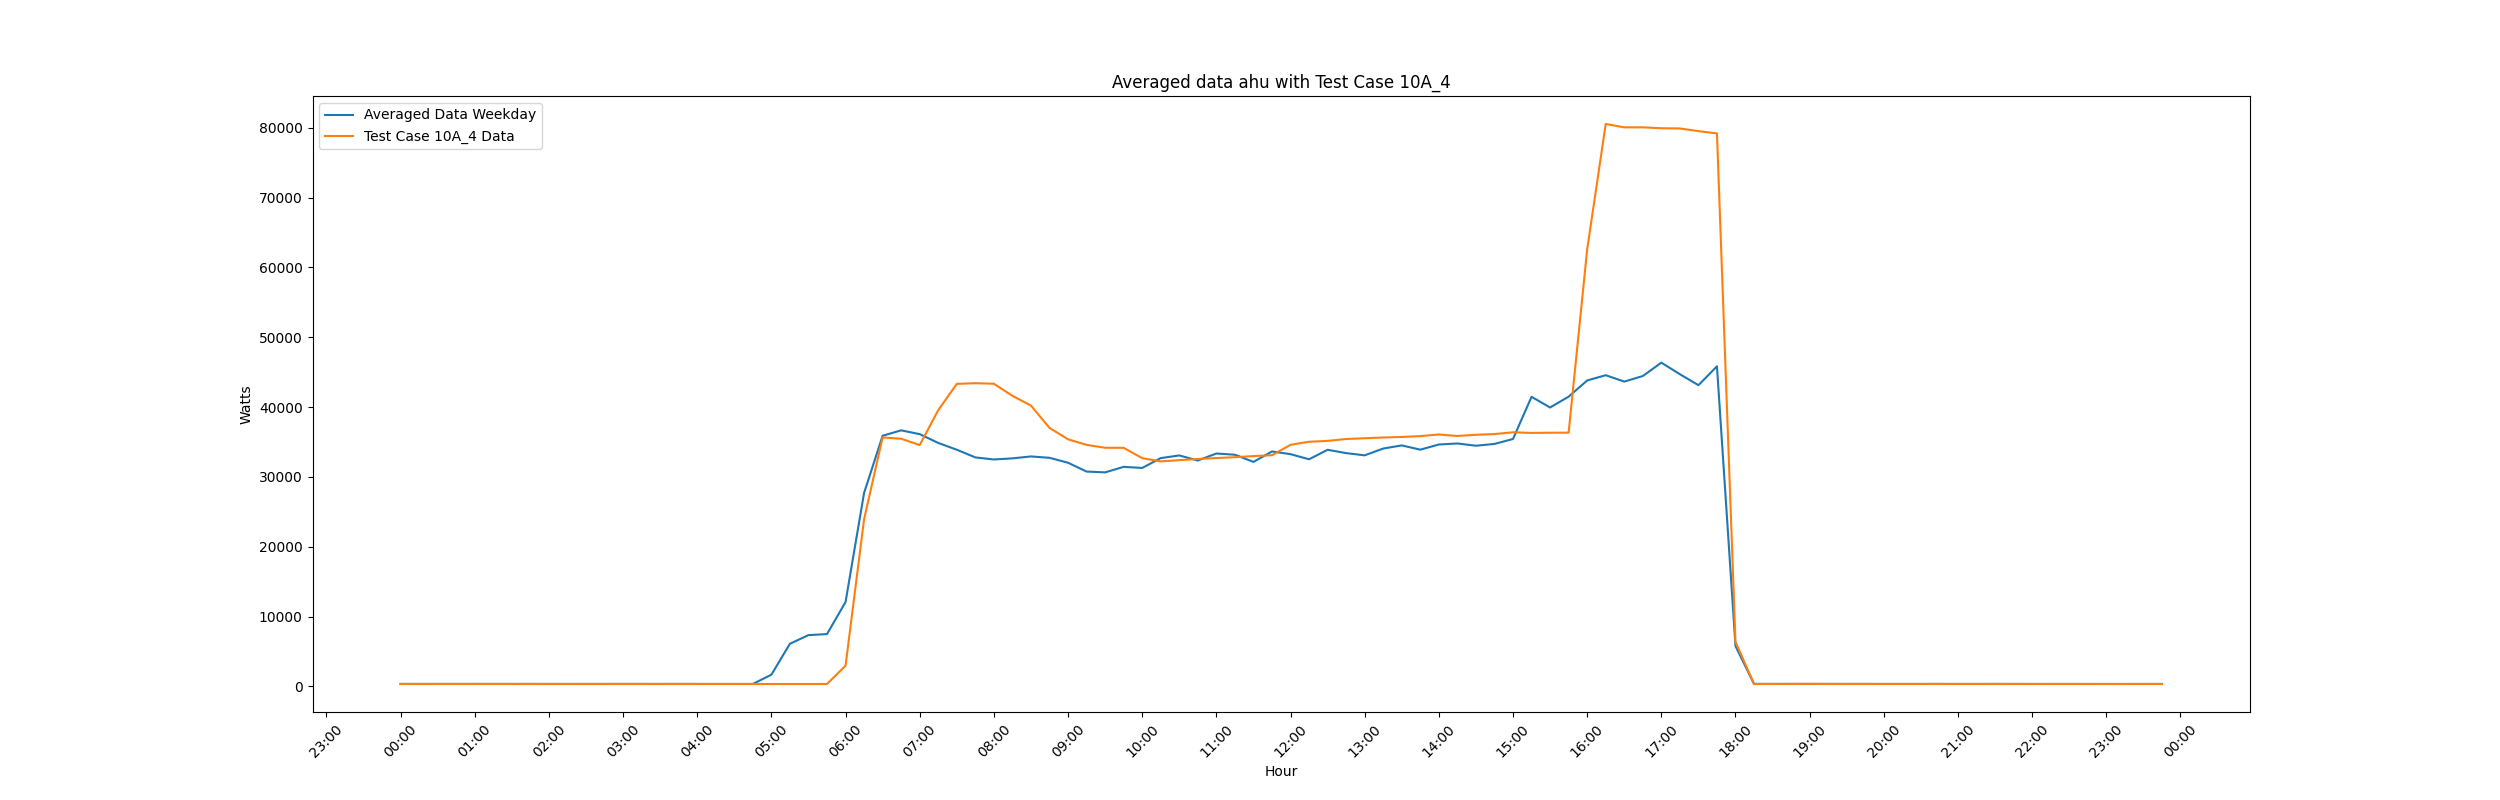 Averaged data ahu with Test Case 10A_4
Averaged Data Weekday
Test Case 10A_4 Data
80000
70000
60000
50000
40000
30000
20000
10000
0
Watts
23:00 00:00 01:00 02:00 03:00 04:00 05:00 06:00 07:00 08:00 09:00 10:00 11:00 12:00 13:00 14:00 15:00 16:00 17:00 18:00 19:00 20:00 21:00 22:00 23:00 00:00
Hour